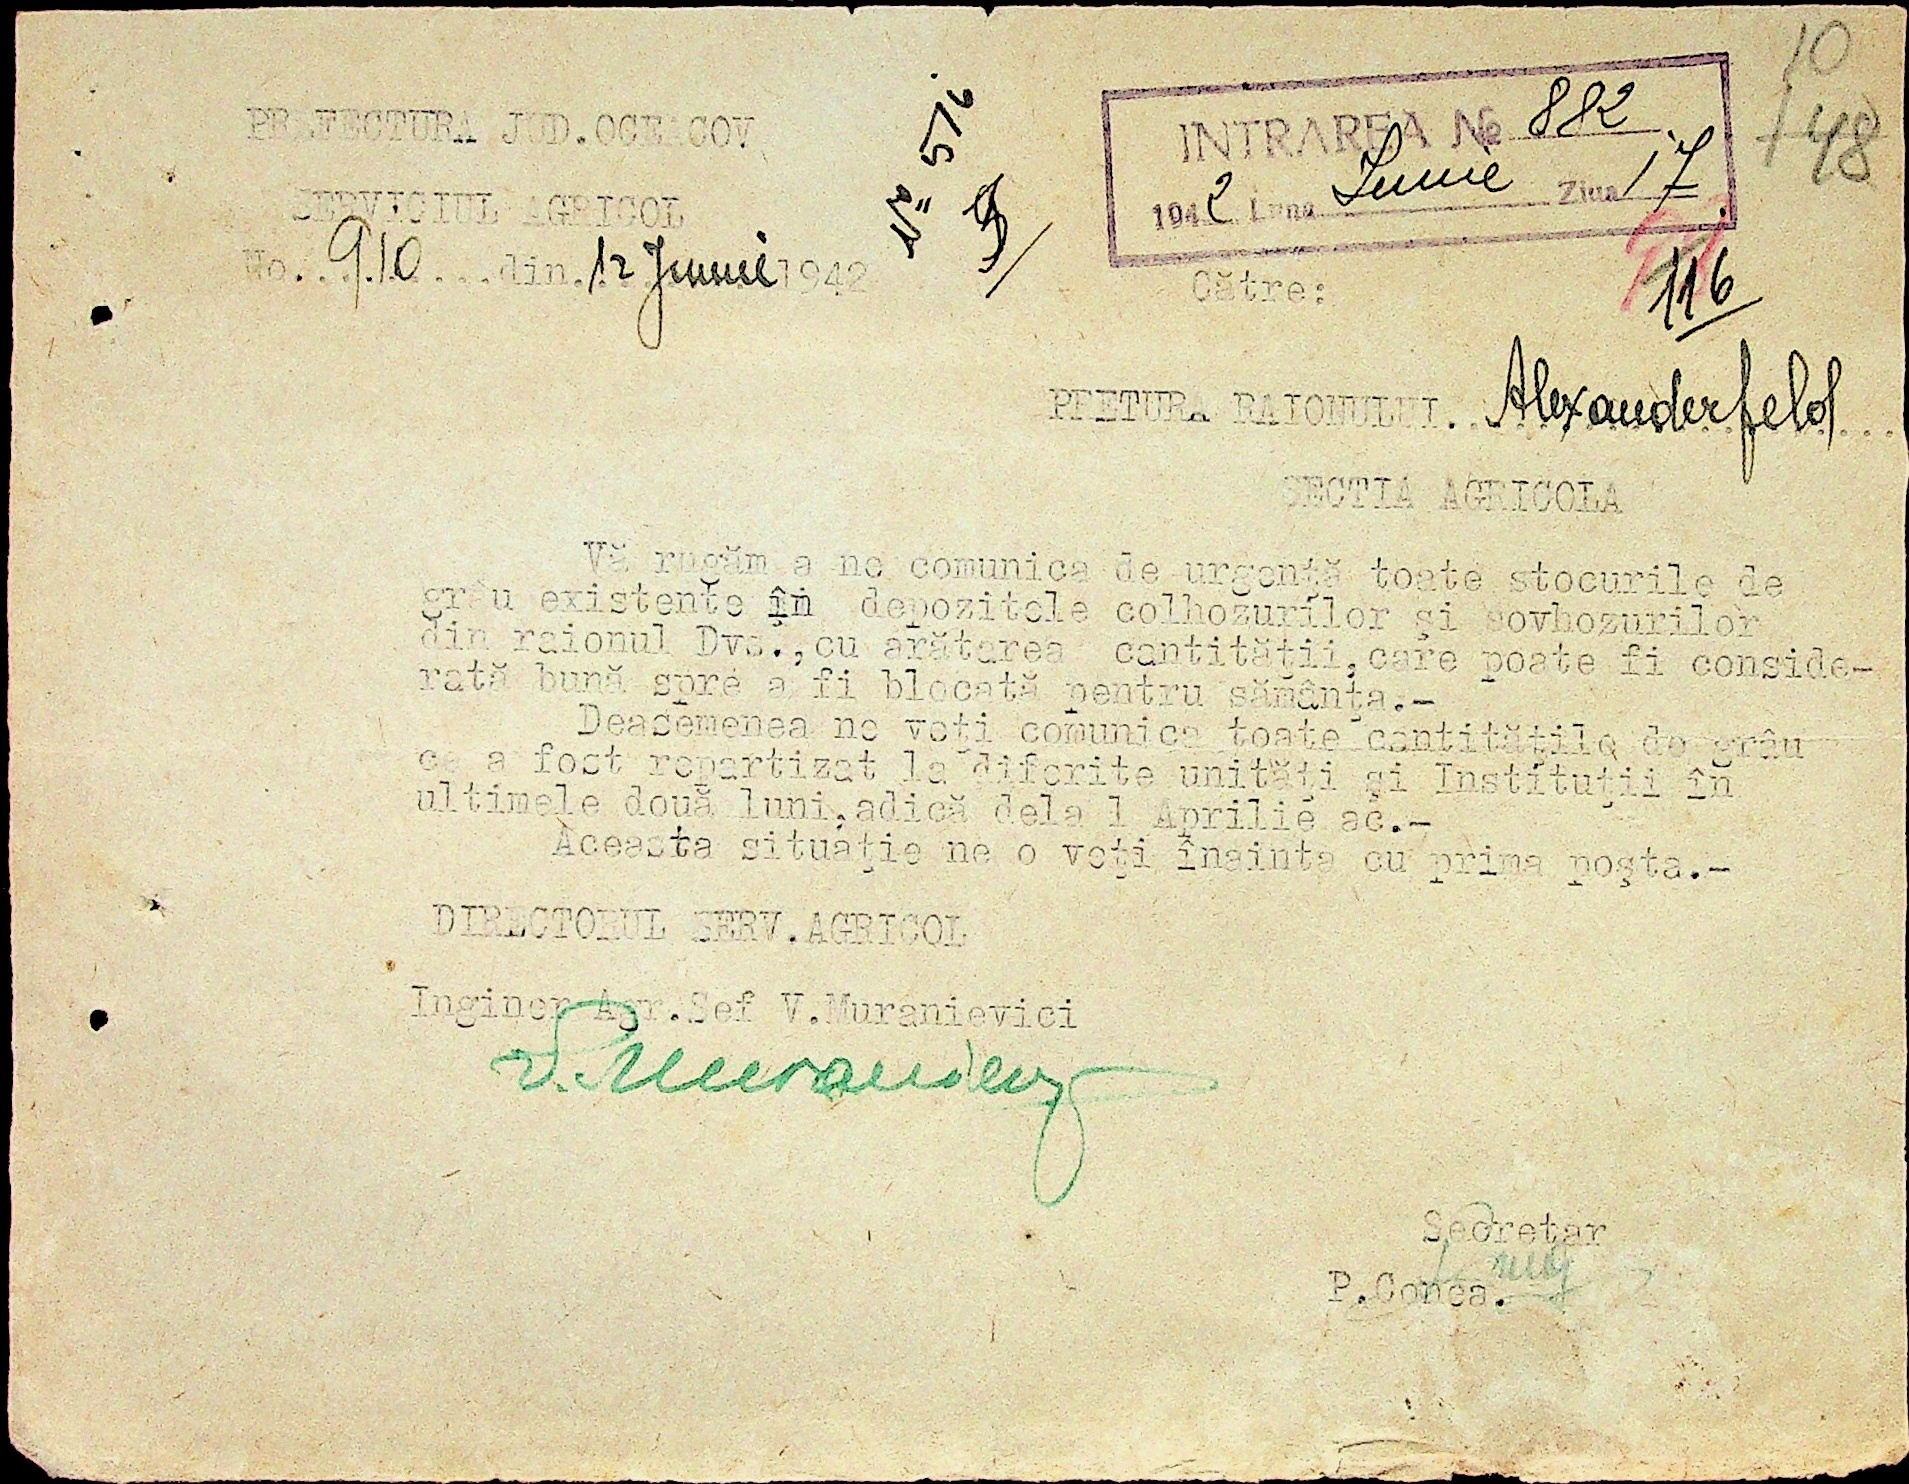 10
148
INTRAREA № 882
1942 Luna Iunie Ziua 17
PREFECTURA JUD.OCEACOV
SERVICIUL AGRICOL
No...910...din.12 Junie 1942
Nº 576
116
Către:
PRETURA RAIONULUI. Alexanderfeld
SECTIA AGRICOLA
Vă rugăm a ne comunica de urgență toate stocurile de
grâu existente în depozitele colhozurilor și sovhozurilor
din raionul Dvs.,cu arătarea cantității,care poate fi conside-
rată bună spre a fi blocată pentru sămânța.-
Deasemenea ne veți comunica toate cantitățile de grâu
ce a fost repartizat la diferite unități și Instituții în
ultimele două luni,adică dela 1 Aprilie ac.-
Aceasta situație ne o veți înainta cu prima poșta.-
DIRECTORUL SERV.AGRICOL
Inginer Agr.Sef V.Muranievici
Secretar
P.Conea.